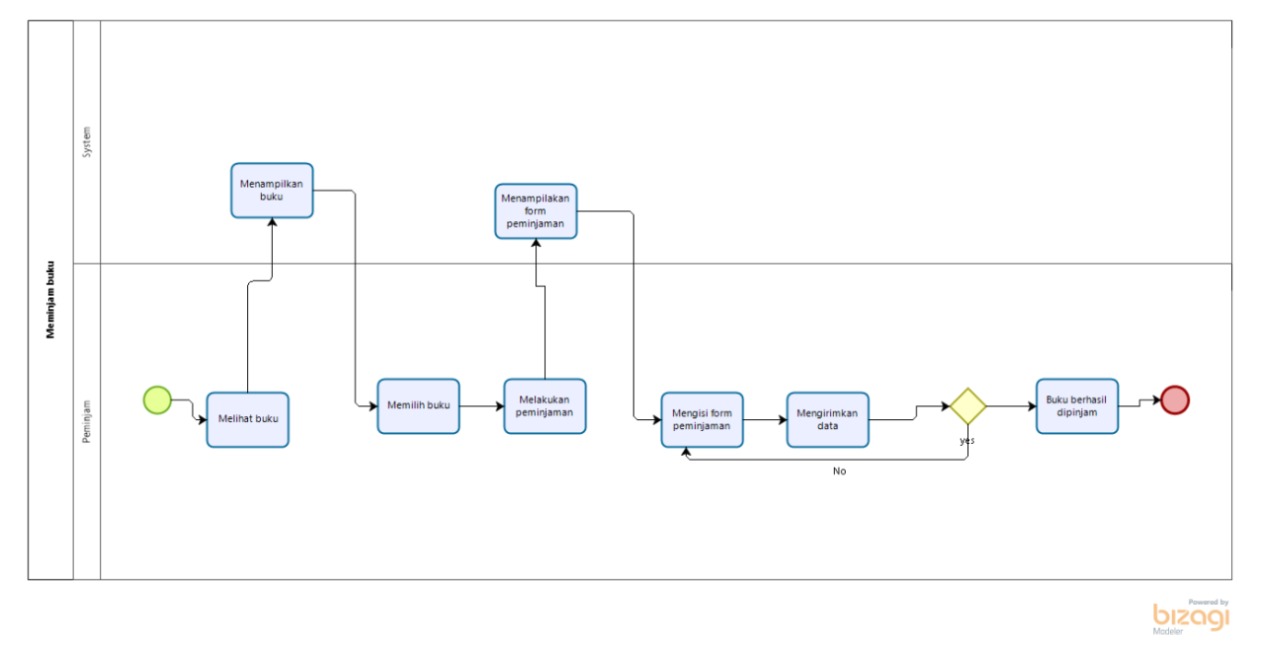 Meminjam buku
System
Menampilkan
buku
Menampilakan
form
peminjaman
Peminjam
Melihat buku
Memilih buku
Melakukan
peminjaman
Mengisi form
peminjaman
Mengirimkan
data
yes
No
Buku berhasil
dipinjam
Powered by
bizagi
Modeler